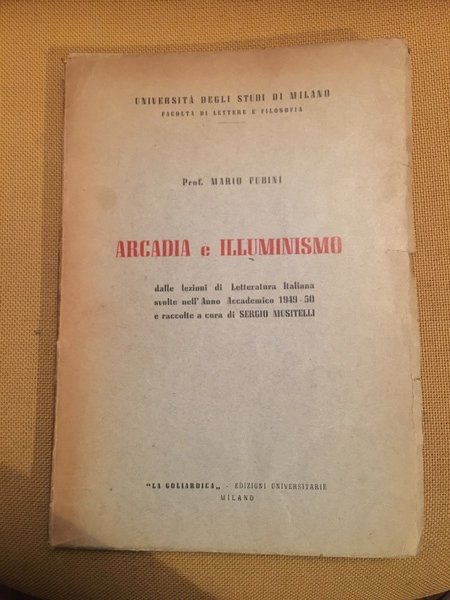 UNIVERSITÀ DEGLI STUDI DI MILANO
FACOLTÀ DI LETTERE E FILOSOFIA
Prof. MARIO FUBINI
ARCADIA e ILLUMINISMO
dalle lezioni di Letteratura Italiana
svolte nell'Anno Accademico 1949-50
e raccolte a cura di SERGIO MUSITELLI
"LA GOLIARDICA„ - EDIZIONI UNIVERSITARIE
MILANO